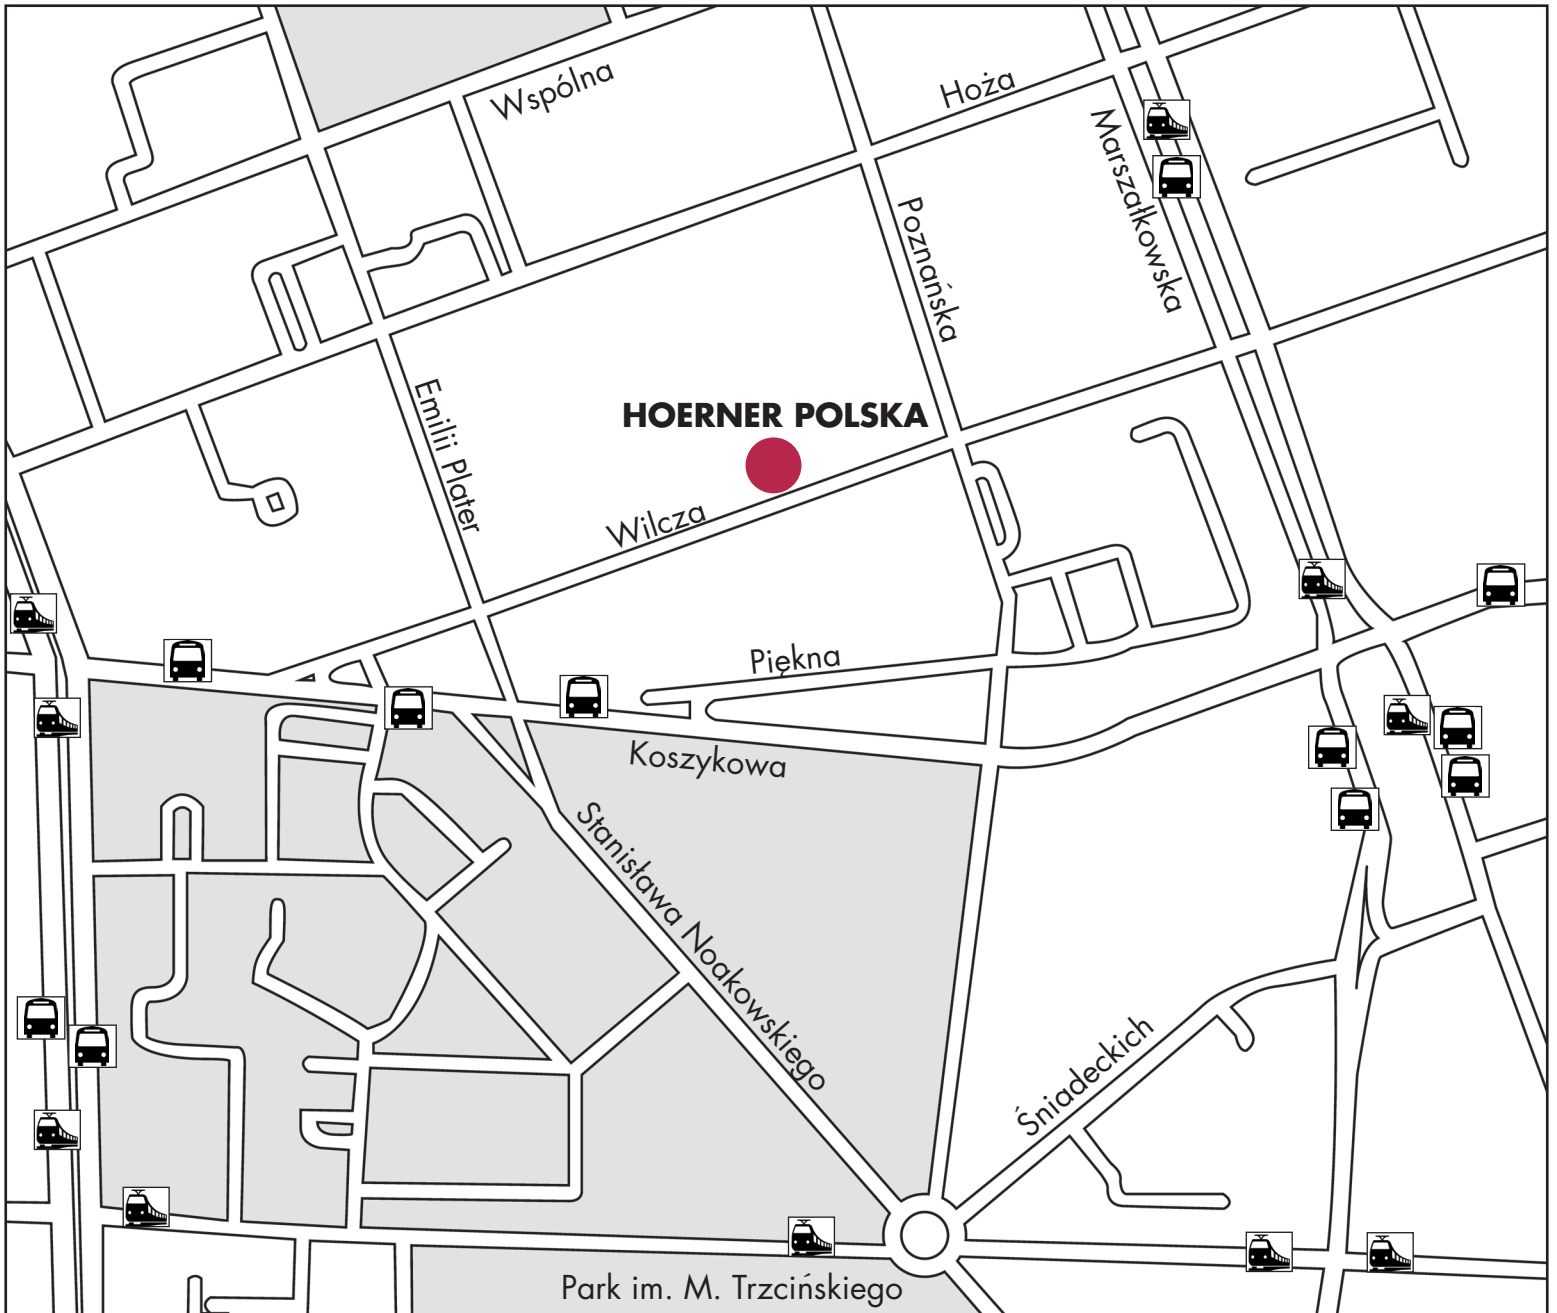 Wspólna
Hoża
Marszałkowska
Poznańska
Emilii Plater
HOERNER POLSKA
Wilcza
Piękna
Koszykowa
Stanisława Noakowskiego
Śniadeckich
Park im. M. Trzcińskiego